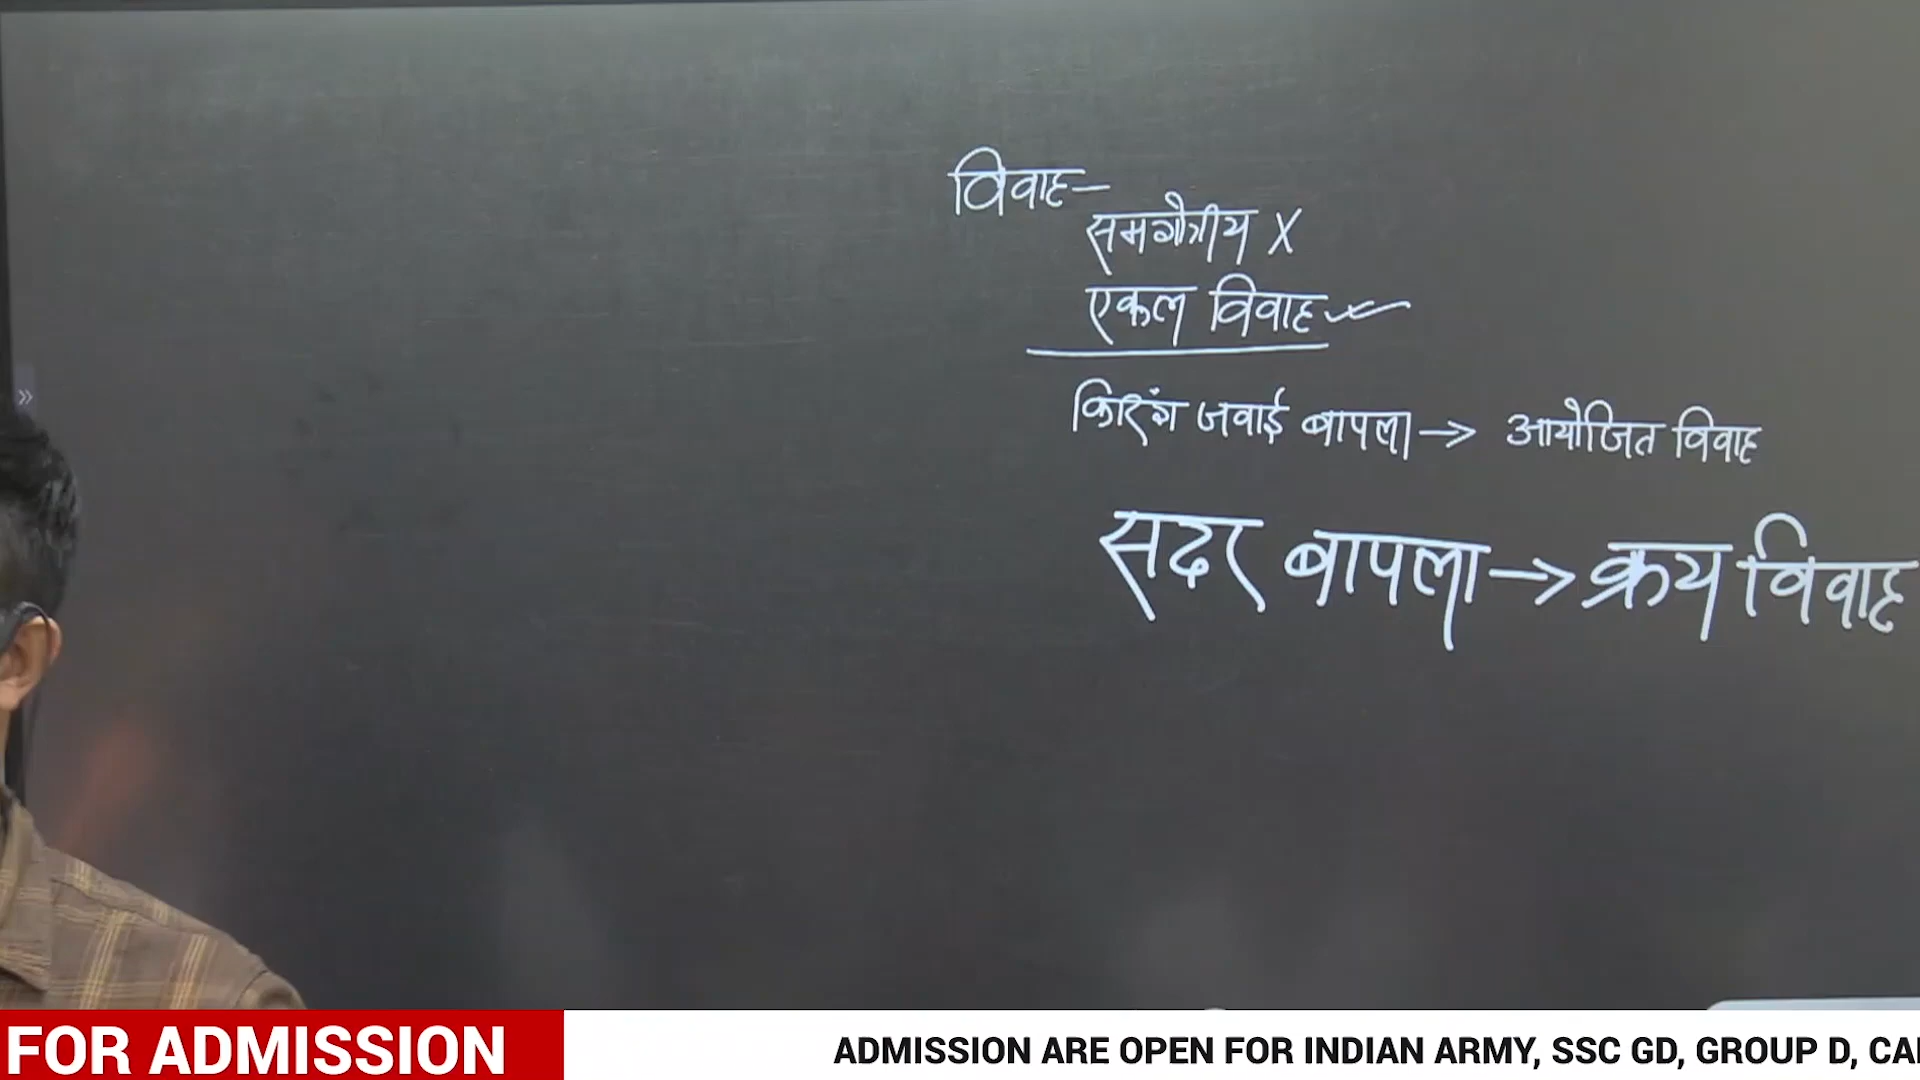 विवाह-
समगोत्रीय X
एकल विवाह ✓
किरिंग जवाई बापला → आयोजित विवाह
सदर बापला → क्रय विवाह
»
FOR ADMISSION
ADMISSION ARE OPEN FOR INDIAN ARMY, SSC GD, GROUP D,